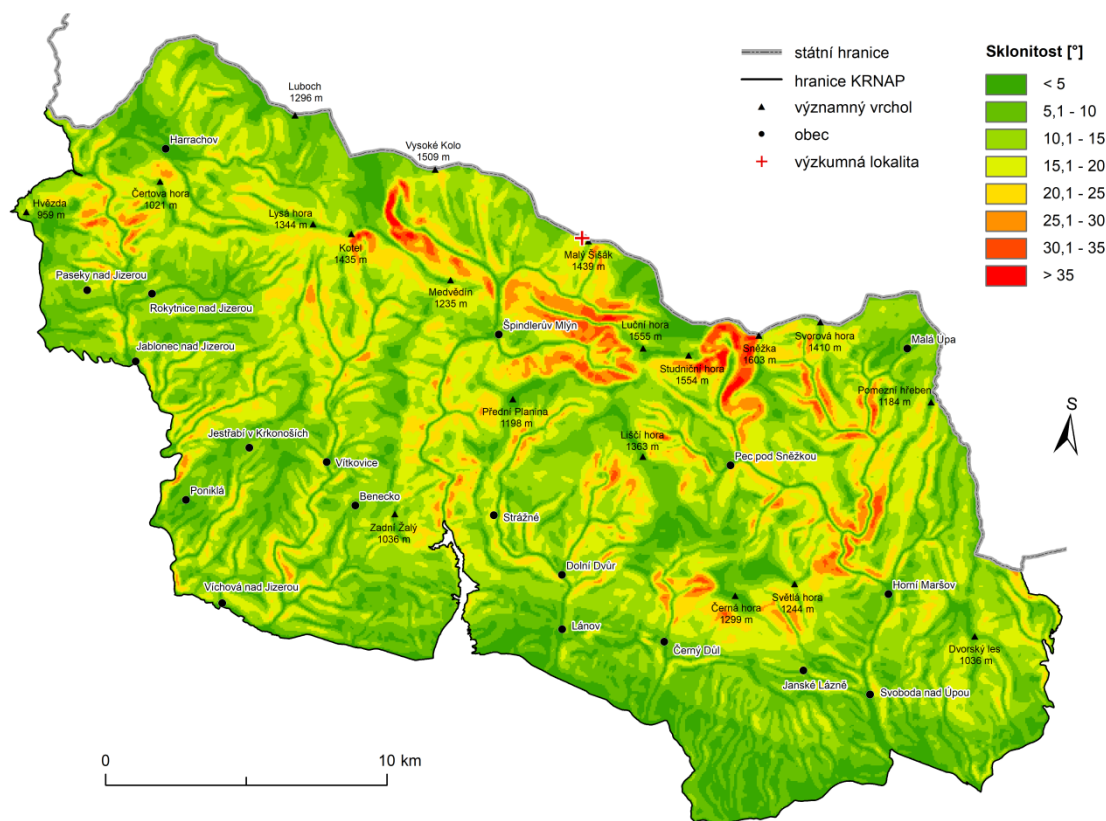 státní hranice
hranice KRNAP
významný vrchol
obec
výzkumná lokalita
Sklonitost [°]
< 5
5,1 - 10
10,1 - 15
15,1 - 20
20,1 - 25
25,1 - 30
30,1 - 35
> 35
Luboch
1296 m
Harrachov
Vysoké Kolo
1509 m
Čertova hora
1021 m
Hvězda
959 m
Lysá hora
1344 m
Kotel
1435 m
Malý Šišák
1439 m
Medvědín
1235 m
Paseky nad Jizerou
Rokytnice nad Jizerou
Špindlerův Mlýn
Luční hora
1555 m
Svorová hora
1410 m
Sněžka
1603 m
Malá Úpa
Jablonec nad Jizerou
Studniční hora
1554 m
Pomezní hřeben
1184 m
S
Přední Planina
1198 m
Jestřabí v Krkonoších
Vítkovice
Liščí hora
1363 m
Pec pod Sněžkou
Poniklá
Benecko
Zadní Žalý
1036 m
Strážné
Dolní Dvůr
Víchová nad Jizerou
Černá hora
1299 m
Světlá hora
1244 m
Horní Maršov
Lánov
Černý Důl
Dvorský les
1036 m
Janské Lázně
Svoboda nad Úpou
0
10 km